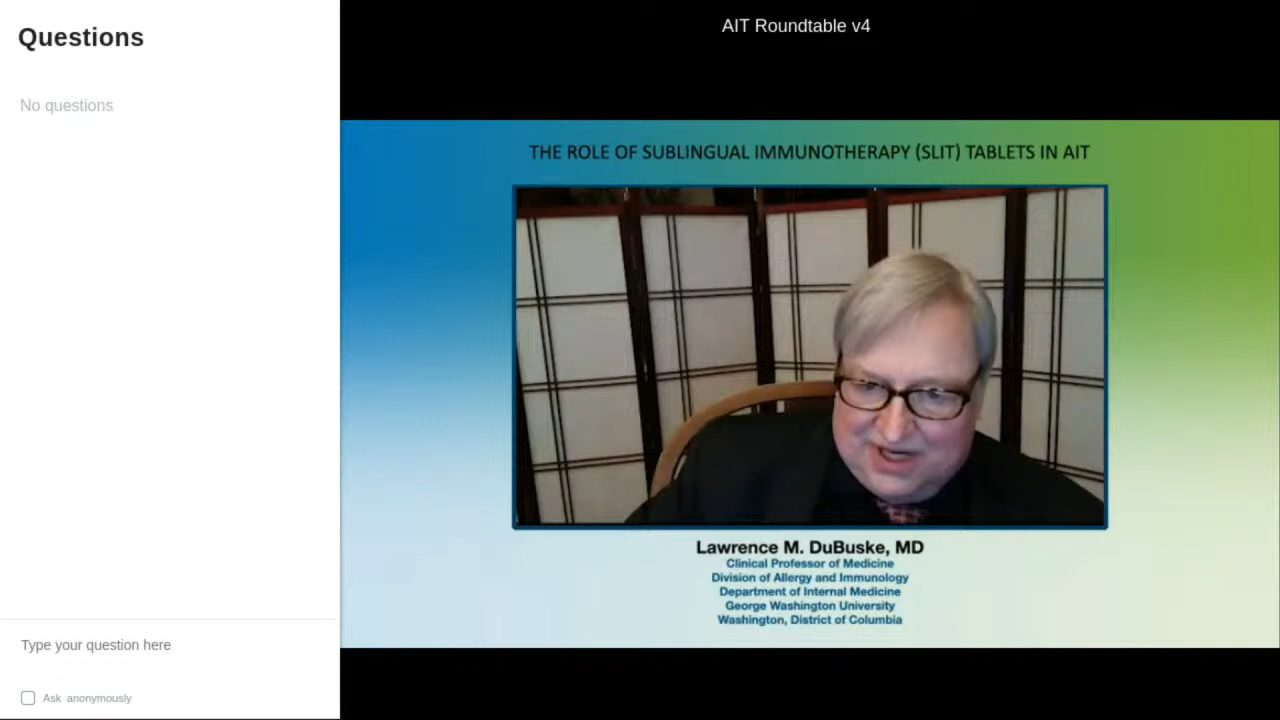 Questions
No questions
Type your question here
Ask anonymously
AIT Roundtable v4
THE ROLE OF SUBLINGUAL IMMUNOTHERAPY (SLIT) TABLETS IN AIT
Lawrence M. DuBuske, MD
Clinical Professor of Medicine
Division of Allergy and Immunology
Department of Internal Medicine
George Washington University
Washington, District of Columbia